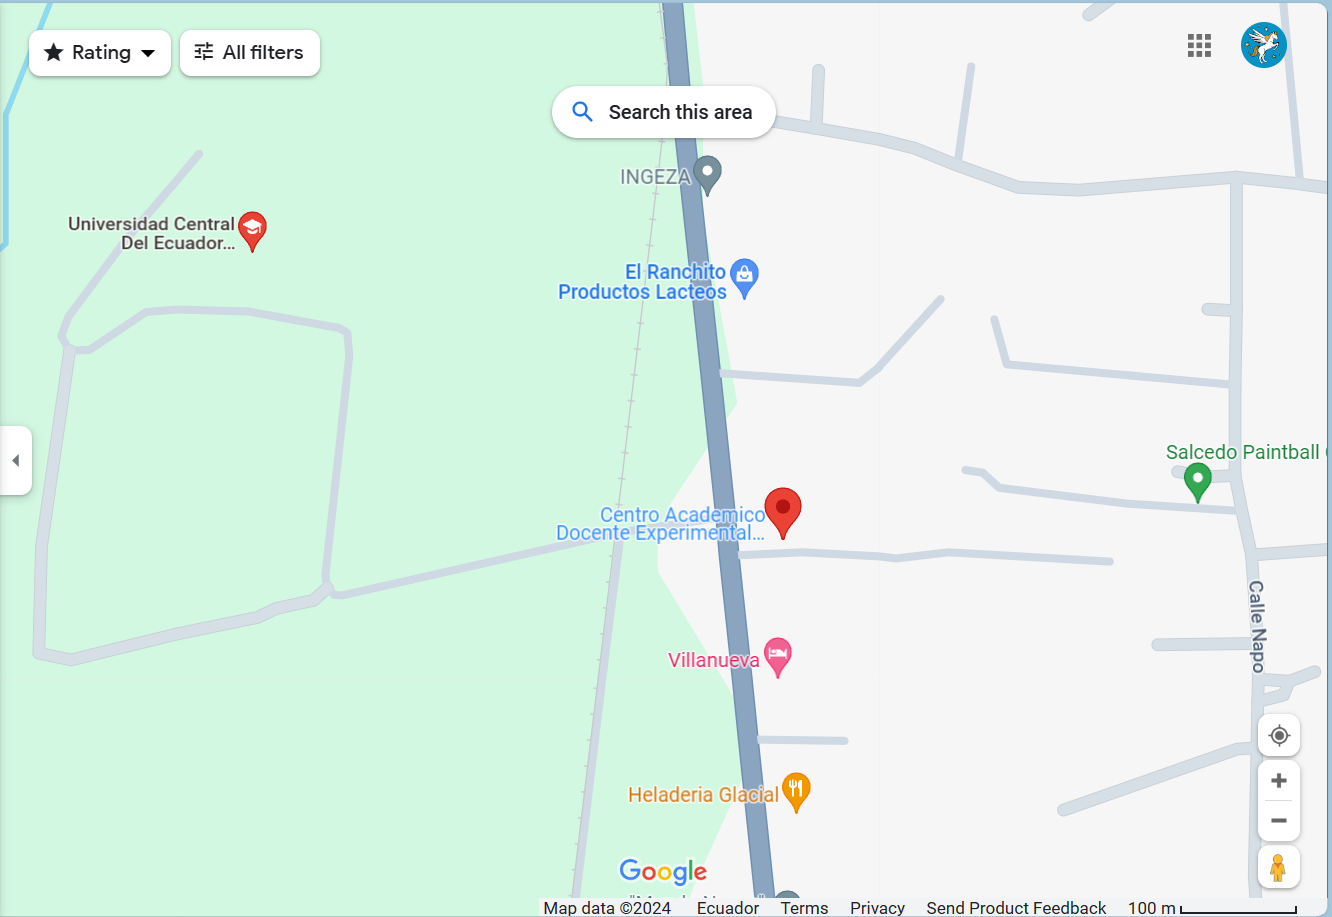 Rating
All filters
Search this area
INGEZA
Universidad Central
Del Ecuador...
El Ranchito
Productos Lacteos
Salcedo Paintball
Centro Academico
Docente Experimental...
Calle Napo
Villanueva
Heladeria Glacial
Google
Map data ©2024 Ecuador Terms Privacy Send Product Feedback 100 m